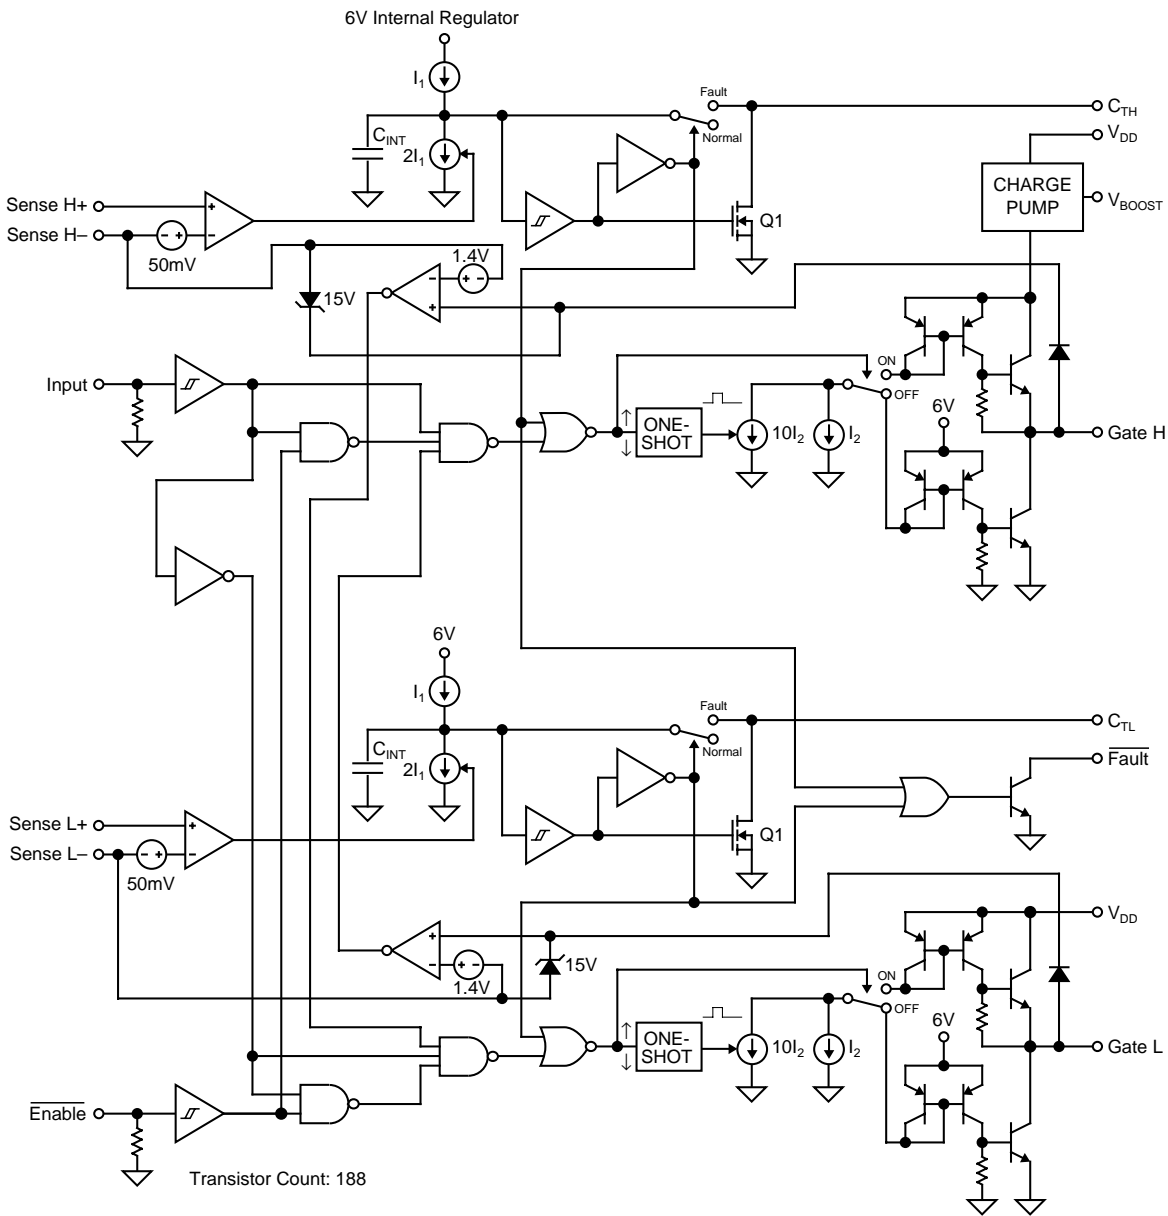 6V Internal Regulator
I1
Fault
CTH
CINT
Normal
VDD
2I1
CHARGE
PUMP
VBOOST
Sense H+
Sense H–
50mV
Q1
1.4V
15V
Input
ON
OFF
6V
ONE-
SHOT
10I2
I2
Gate H
6V
I1
Fault
CTL
CINT
Normal
Fault
2I1
Sense L+
Sense L–
50mV
Q1
VDD
15V
1.4V
ON
OFF
6V
ONE-
SHOT
10I2
I2
Gate L
Enable
Transistor Count: 188